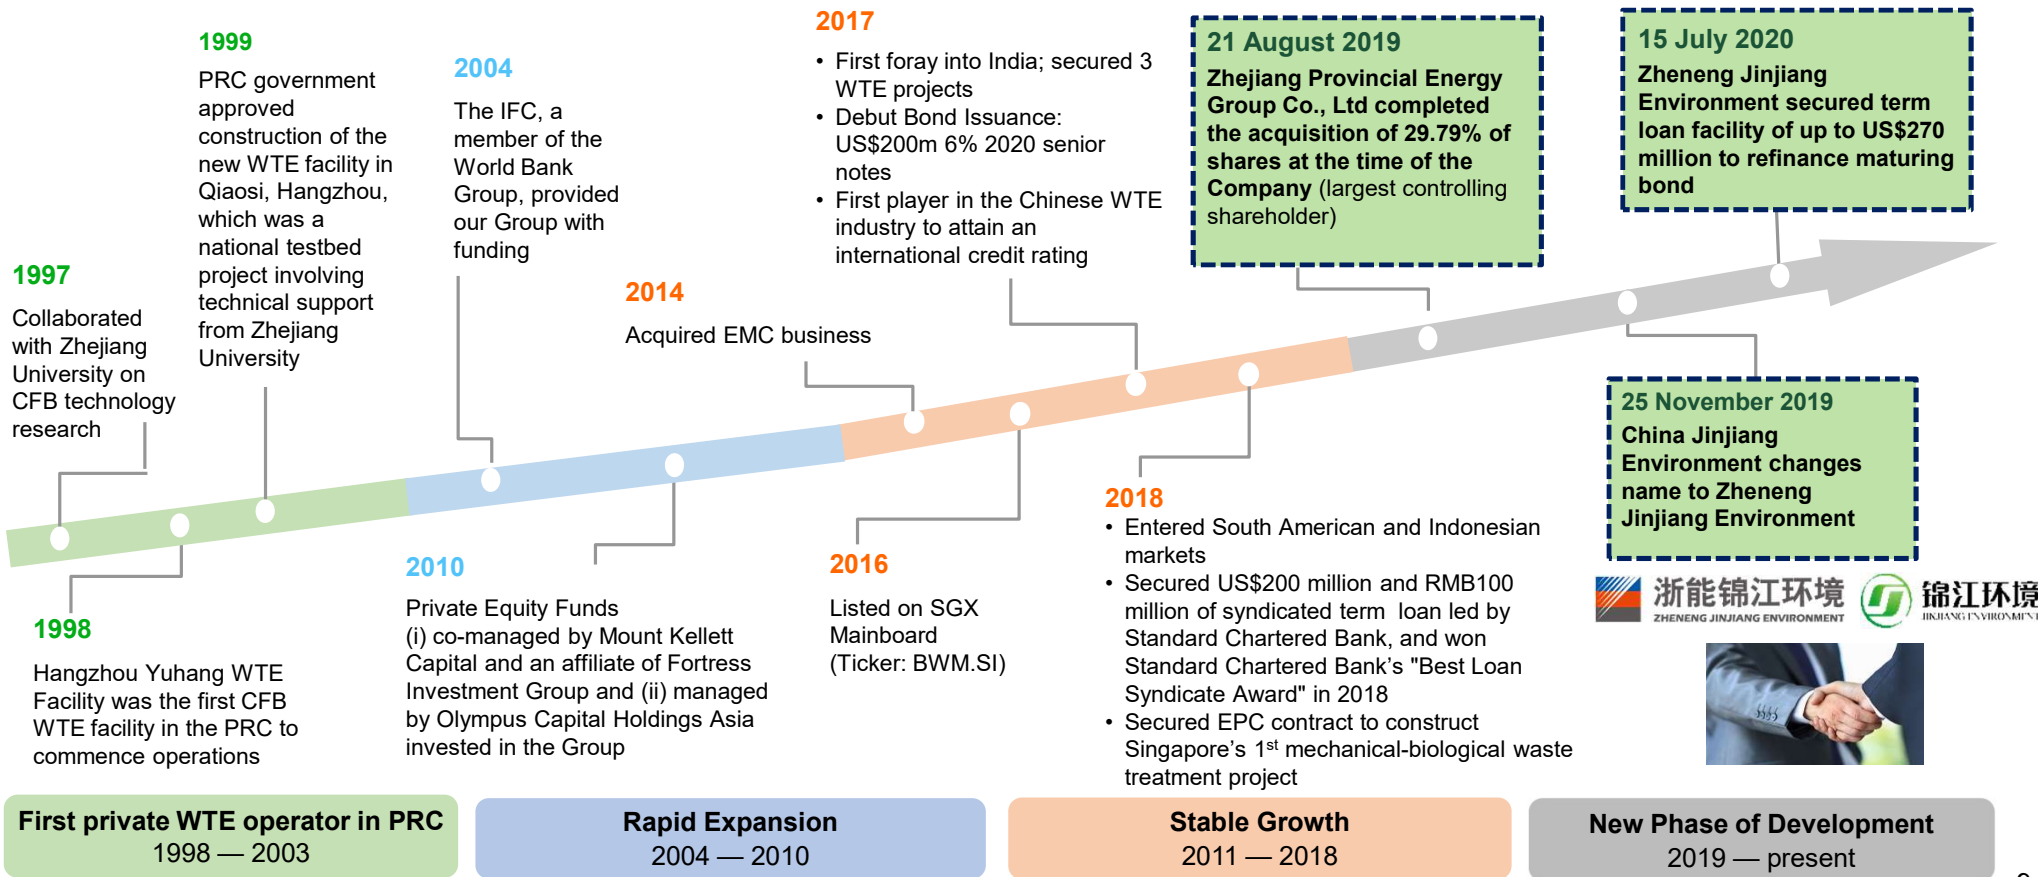 1997
Collaborated
with Zhejiang
University on
CFB technology
research
1998
Hangzhou Yuhang WTE
Facility was the first CFB
WTE facility in the PRC to
commence operations
1999
PRC government
approved
construction of the
new WTE facility in
Qiaosi, Hangzhou,
which was a
national testbed
project involving
technical support
from Zhejiang
University
2004
The IFC, a
member of the
World Bank
Group, provided
our Group with
funding
2010
Private Equity Funds
(i) co-managed by Mount Kellett
Capital and an affiliate of Fortress
Investment Group and (ii) managed
by Olympus Capital Holdings Asia
invested in the Group
2014
Acquired EMC business
2016
Listed on SGX
Mainboard
(Ticker: BWM.SI)
2017
• First foray into India; secured 3
WTE projects
• Debut Bond Issuance:
US$200m 6% 2020 senior
notes
• First player in the Chinese WTE
industry to attain an
international credit rating
2018
• Entered South American and Indonesian
markets
• Secured US$200 million and RMB100
million of syndicated term loan led by
Standard Chartered Bank, and won
Standard Chartered Bank’s "Best Loan
Syndicate Award" in 2018
• Secured EPC contract to construct
Singapore’s 1st mechanical-biological waste
treatment project
21 August 2019
Zhejiang Provincial Energy
Group Co., Ltd completed
the acquisition of 29.79% of
shares at the time of the
Company (largest controlling
shareholder)
25 November 2019
China Jinjiang
Environment changes
name to Zheneng
Jinjiang Environment
15 July 2020
Zheneng Jinjiang
Environment secured term
loan facility of up to US$270
million to refinance maturing
bond
浙能锦江环境
ZHENENG JINJIANG ENVIRONMENT
锦江环境
JINJIANG ENVIRONMENT
First private WTE operator in PRC
1998 — 2003
Rapid Expansion
2004 — 2010
Stable Growth
2011 — 2018
New Phase of Development
2019 — present